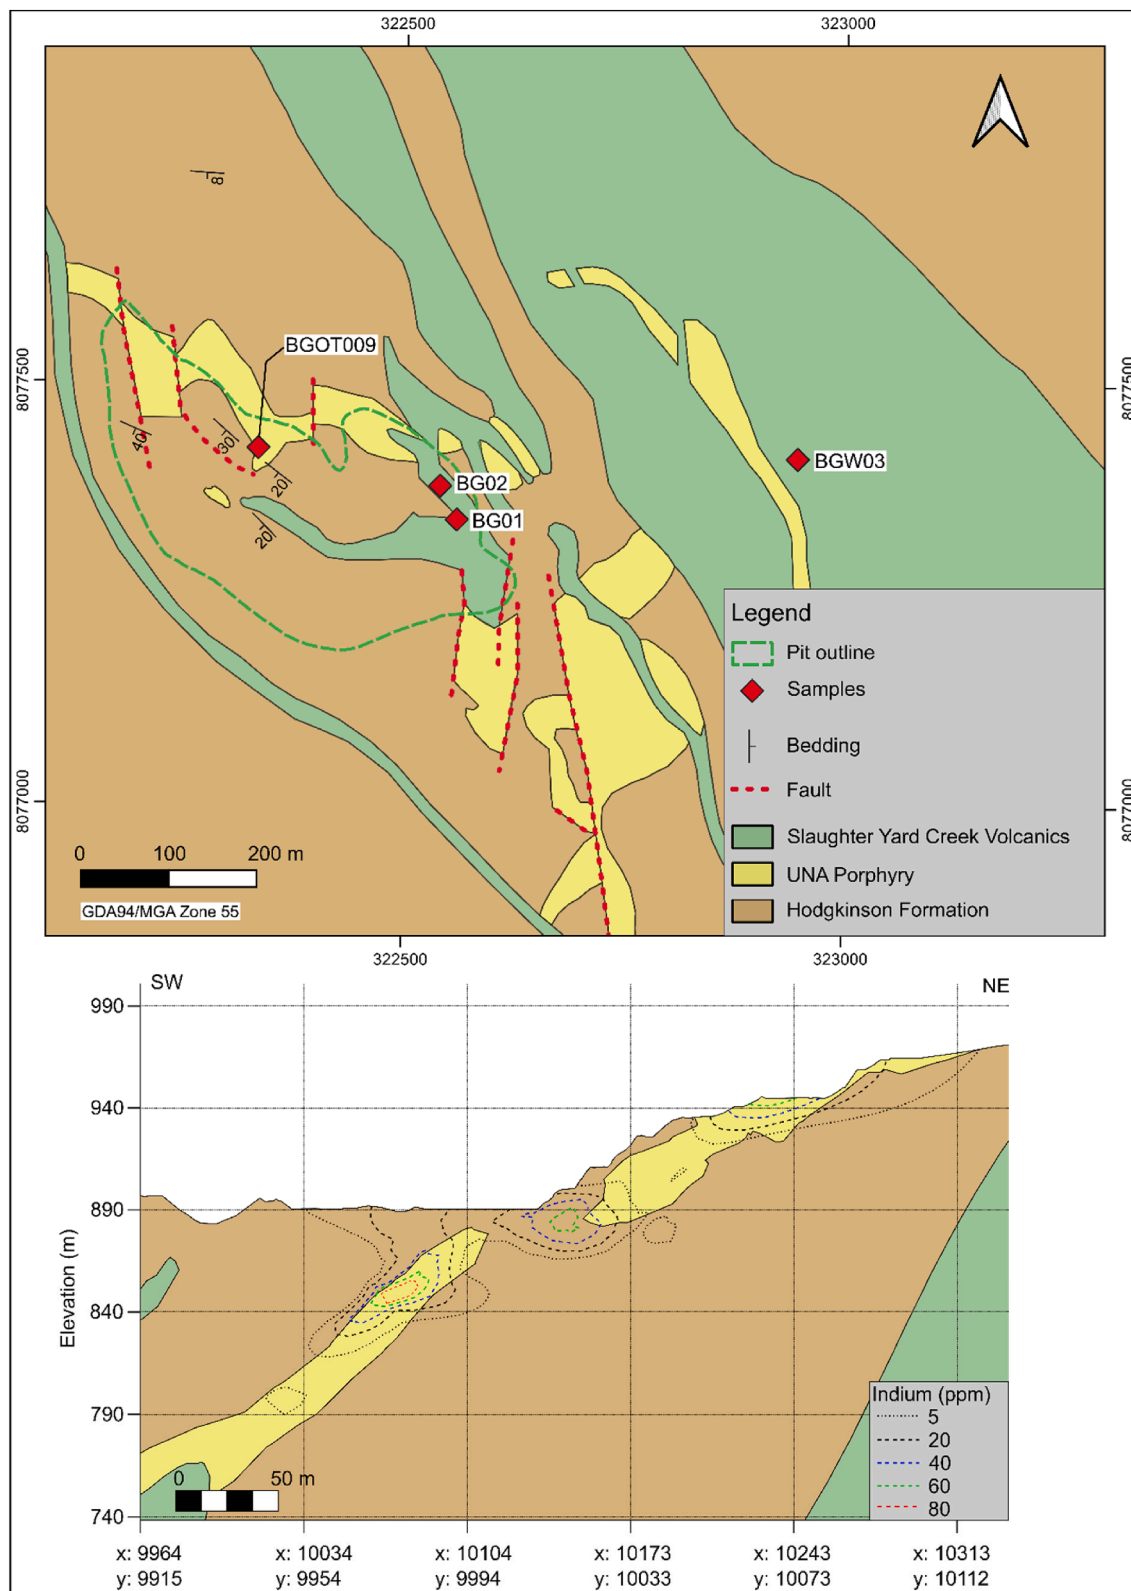 322500 323000
8
BGOT009
8077500 8077500
40
30
20
20
BG02
BG01
BGW03
Legend
Pit outline
Samples
Bedding
Fault
Slaughter Yard Creek Volcanics
UNA Porphyry
Hodgkinson Formation
8077000 8077000
0 100 200 m
GDA94/MGA Zone 55
322500 323000
SW NE
990
940
890
840
790
740
Elevation (m)
Indium (ppm)
5
20
40
60
80
0 50 m
x: 9964 x: 10034 x: 10104 x: 10173 x: 10243 x: 10313
y: 9915 y: 9954 y: 9994 y: 10033 y: 10073 y: 10112